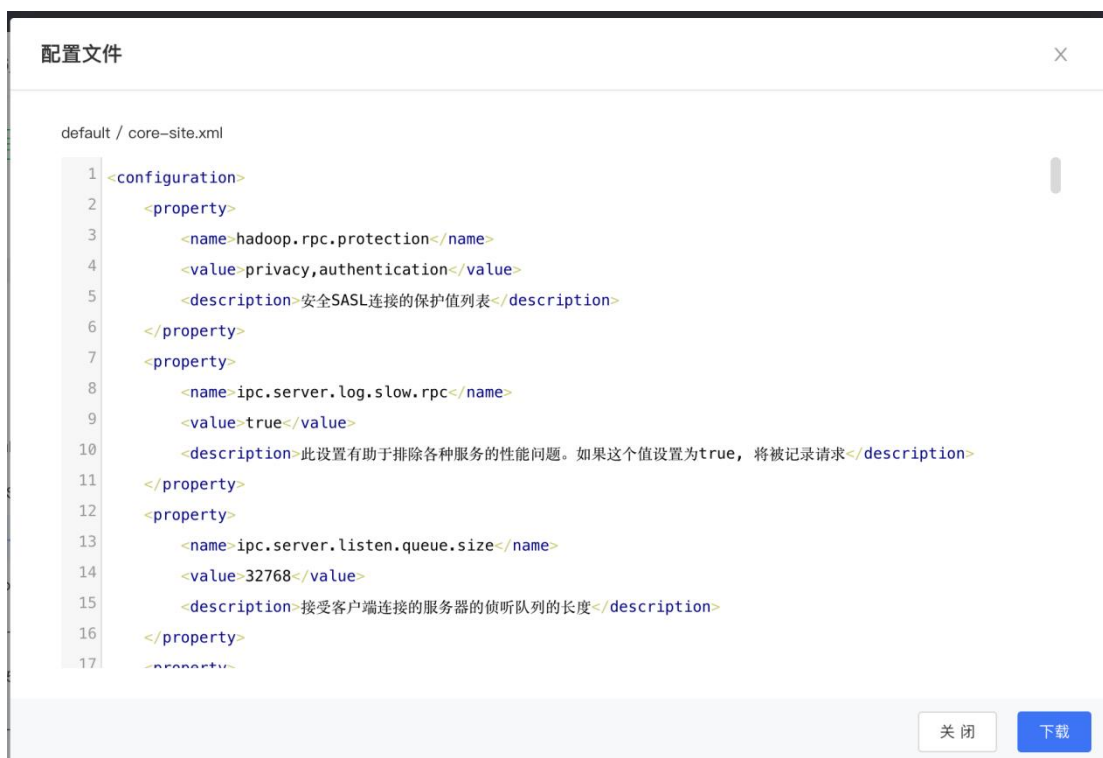 配置文件
default / core-site.xml
1 <configuration>
2 <property>
3 <name>hadoop.rpc.protection</name>
4 <value>privacy,authentication</value>
5 <description>安全SASL连接的保护值列表</description>
6 </property>
7 <property>
8 <name>ipc.server.log.slow.rpc</name>
9 <value>true</value>
10 <description>此设置有助于排除各种服务的性能问题。如果这个值设置为true, 将被记录请求</description>
11 </property>
12 <property>
13 <name>ipc.server.listen.queue.size</name>
14 <value>32768</value>
15 <description>接受客户端连接的服务器的侦听队列的长度</description>
16 </property>
17 <property>
关闭
下载